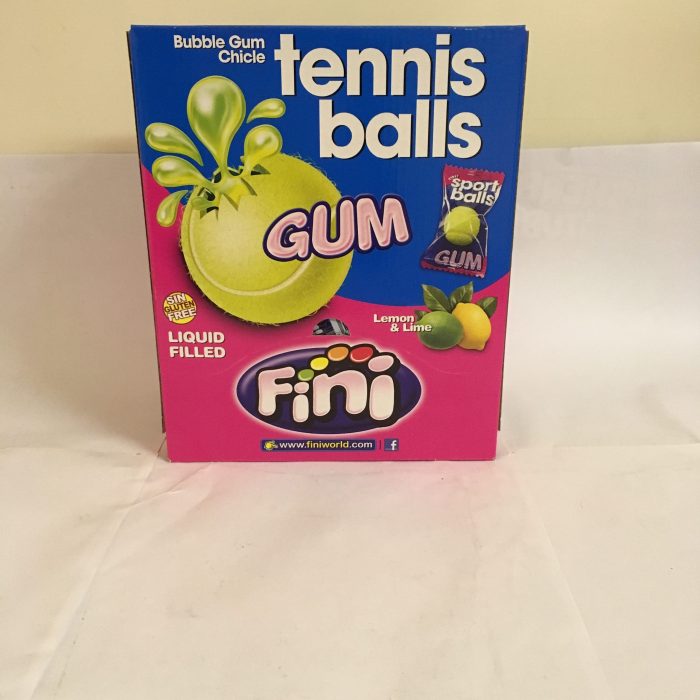 Bubble Gum
Chicle
tennis
balls
GUM
sport
balls
GUM
SIN
GLUTEN
FREE
LIQUID
FILLED
Lemon
& Lime
Fini
www.finiworld.com | f